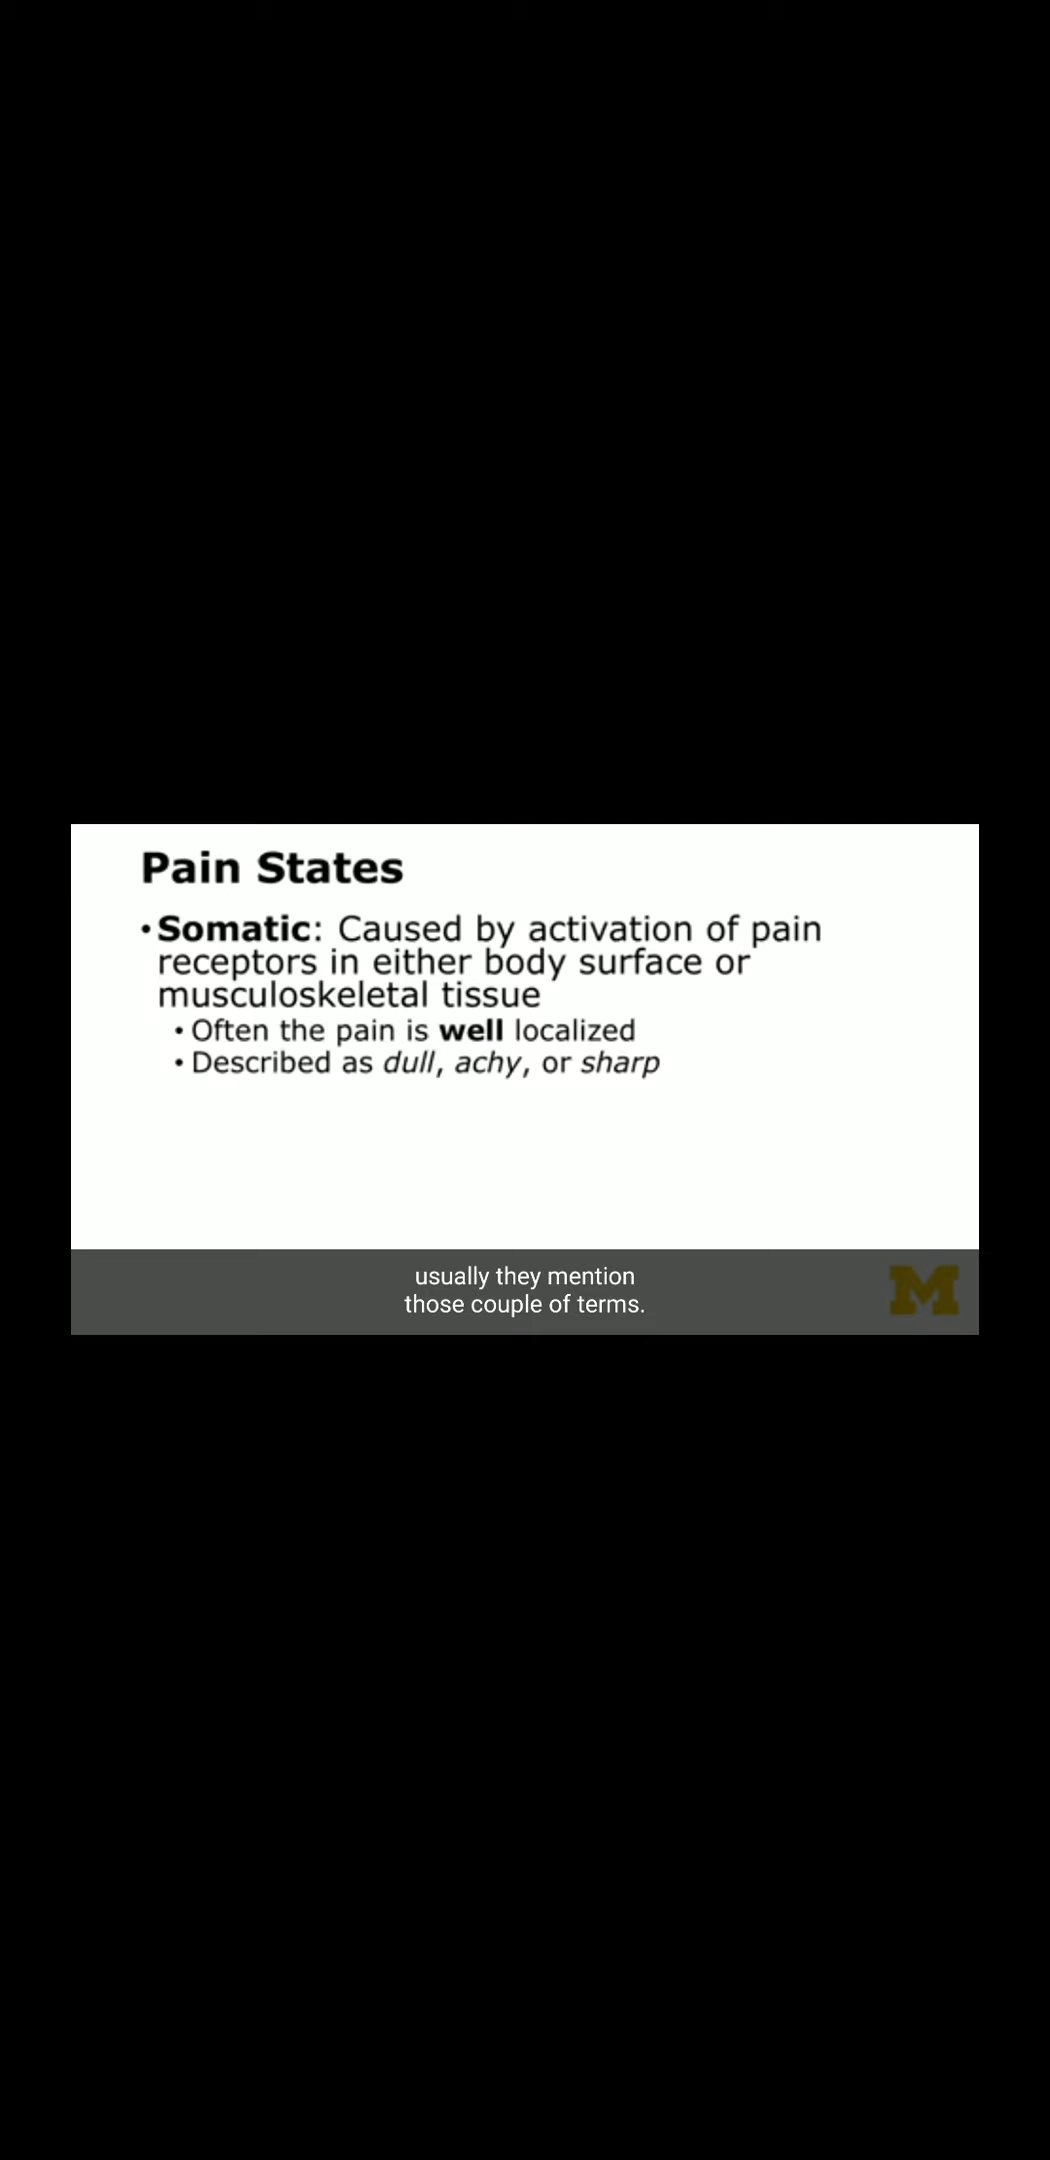 Pain States
• Somatic: Caused by activation of pain
receptors in either body surface or
musculoskeletal tissue
• Often the pain is well localized
• Described as dull, achy, or sharp
usually they mention
those couple of terms.
M